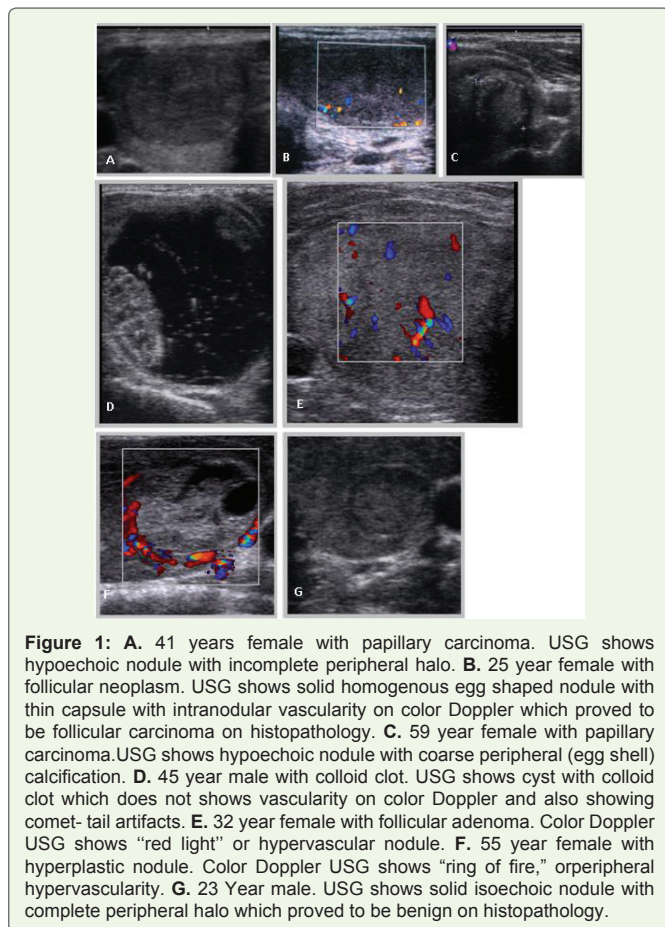 A
B
C
D
E
F
G
Figure 1: A. 41 years female with papillary carcinoma. USG shows
hypoechoic nodule with incomplete peripheral halo. B. 25 year female with
follicular neoplasm. USG shows solid homogenous egg shaped nodule with
thin capsule with intranodular vascularity on color Doppler which proved to
be follicular carcinoma on histopathology. C. 59 year female with papillary
carcinoma.USG shows hypoechoic nodule with coarse peripheral (egg shell)
calcification. D. 45 year male with colloid clot. USG shows cyst with colloid
clot which does not shows vascularity on color Doppler and also showing
comet- tail artifacts. E. 32 year female with follicular adenoma. Color Doppler
USG shows ‘‘red light’’ or hypervascular nodule. F. 55 year female with
hyperplastic nodule. Color Doppler USG shows “ring of fire,” orperipheral
hypervascularity. G. 23 Year male. USG shows solid isoechoic nodule with
complete peripheral halo which proved to be benign on histopathology.